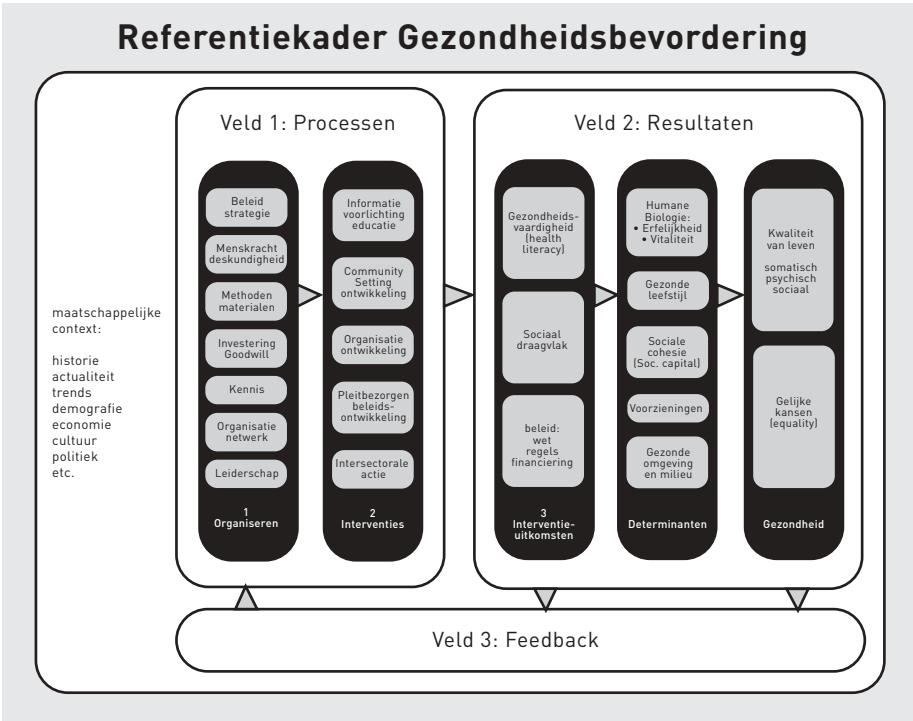 Referentiekader Gezondheidsbevordering
maatschappelijke
context:
historie
actualiteit
trends
demografie
economie
cultuur
politiek
etc.
Veld 1: Processen
Beleid
strategie
Menskracht
deskundigheid
Methoden
materialen
Investering
Goodwill
Kennis
Organisatie
netwerk
Leiderschap
1
Organiseren
Informatie
voorlichting
educatie
Community
Setting
ontwikkeling
Organisatie
ontwikkeling
Pleitbezorgen
beleids-
ontwikkeling
Intersectorale
actie
2
Interventies
Veld 2: Resultaten
Gezondheids-
vaardigheid
(health
literacy)
Sociaal
draagvlak
beleid:
wet
regels
financiering
3
Interventie-
uitkomsten
Humane
Biologie:
• Erfelijkheid
• Vitaliteit
Gezonde
leefstijl
Sociale
cohesie
(Soc. capital)
Voorzieningen
Gezonde
omgeving
en milieu
Determinanten
Kwaliteit
van leven
somatisch
psychisch
sociaal
Gelijke
kansen
(equality)
Gezondheid
Veld 3: Feedback